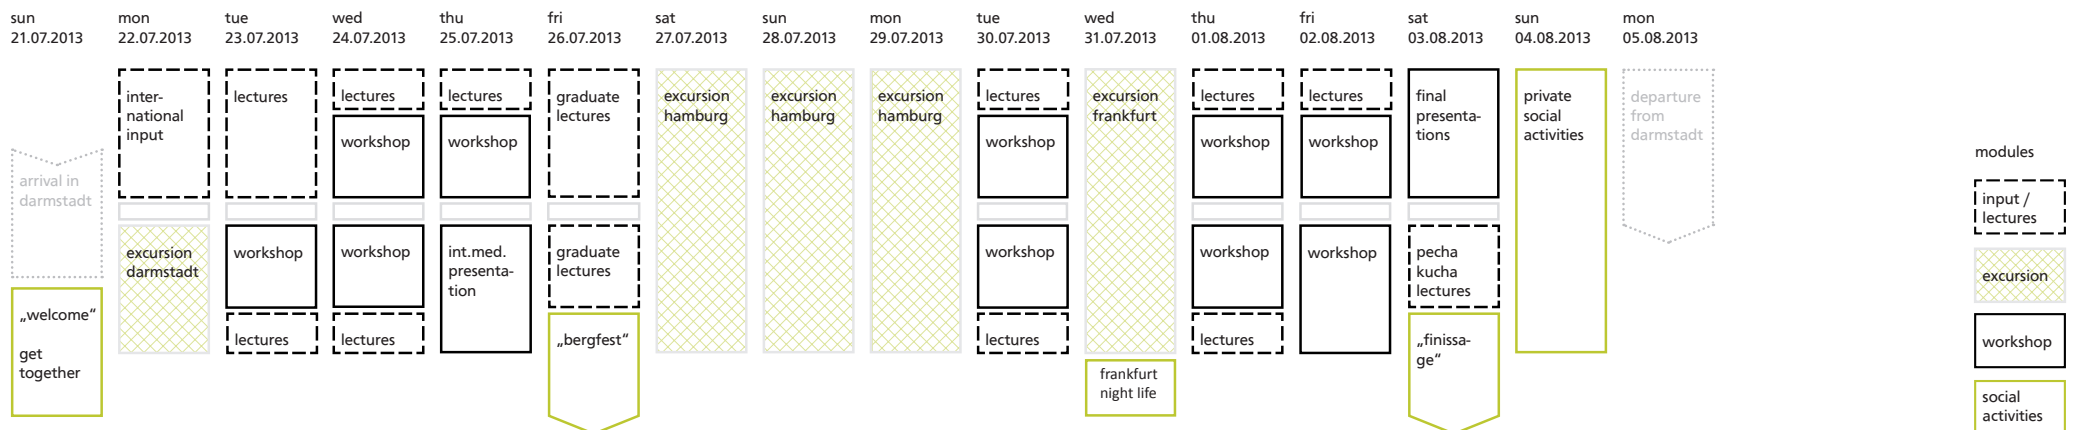 sun
21.07.2013
mon
22.07.2013
tue
23.07.2013
wed
24.07.2013
thu
25.07.2013
fri
26.07.2013
sat
27.07.2013
sun
28.07.2013
mon
29.07.2013
tue
30.07.2013
wed
31.07.2013
thu
01.08.2013
fri
02.08.2013
sat
03.08.2013
sun
04.08.2013
mon
05.08.2013
arrival in
darmstadt
„welcome“
get
together
inter-
national
input
excursion
darmstadt
lectures
workshop
lectures
lectures
workshop
workshop
lectures
lectures
workshop
int.med.
presenta-
tion
graduate
lectures
graduate
lectures
„bergfest“
excursion
hamburg
excursion
hamburg
excursion
hamburg
lectures
workshop
workshop
lectures
excursion
frankfurt
frankfurt
night life
lectures
workshop
workshop
lectures
lectures
workshop
workshop
final
presenta-
tions
pecha
kucha
lectures
„finissa-
ge“
private
social
activities
departure
from
darmstadt
modules
input /
lectures
excursion
workshop
social
activities